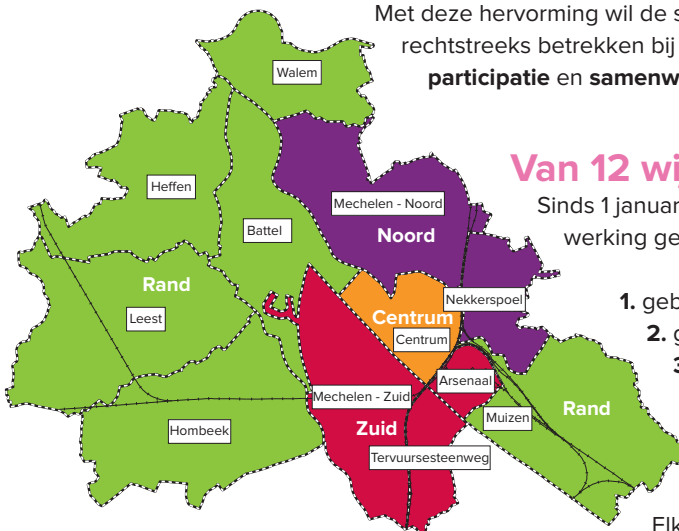 Met deze hervorming wil de s
rechtstreeks betrekken bij
participatie en samenw
Van 12 wij
Sinds 1 januar
werking ge
1. geb
2. g
3
Elk
Walem
Heffen
Mechelen - Noord
Noord
Battel
Rand
Leest
Nekkerspoel
Centrum
Centrum
Arsenaal
Mechelen - Zuid
Muizen
Rand
Hombeek
Zuid
Tervuursesteenweg